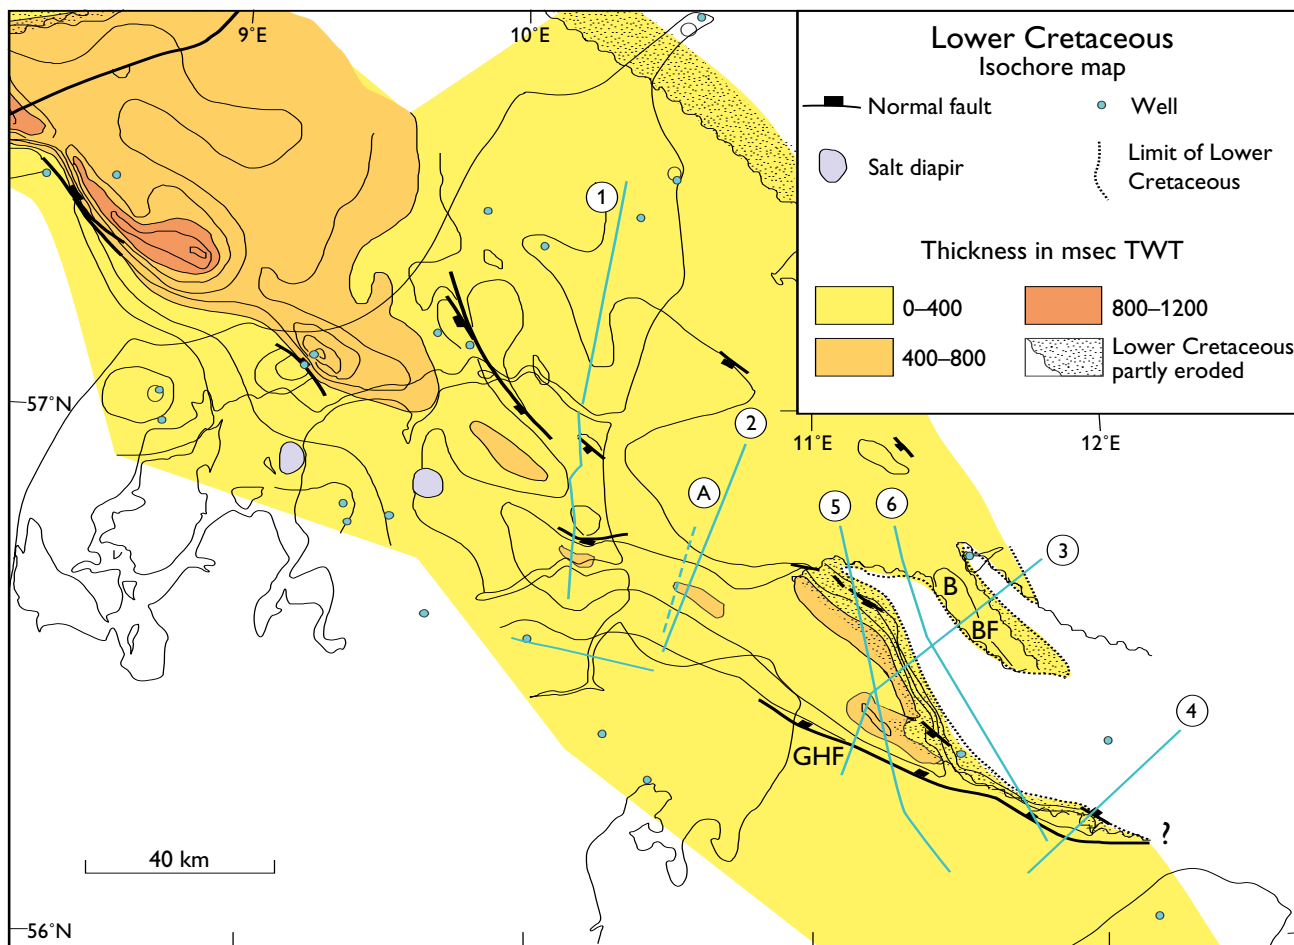 9°E
10°E
Lower Cretaceous
Isochore map
Normal fault
Well
Salt diapir
Limit of Lower
Cretaceous
Thickness in msec TWT
0–400
800–1200
400–800
Lower Cretaceous
partly eroded
1
57°N
2
11°E
12°E
A
5
6
3
B
BF
4
GHF
?
40 km
56°N